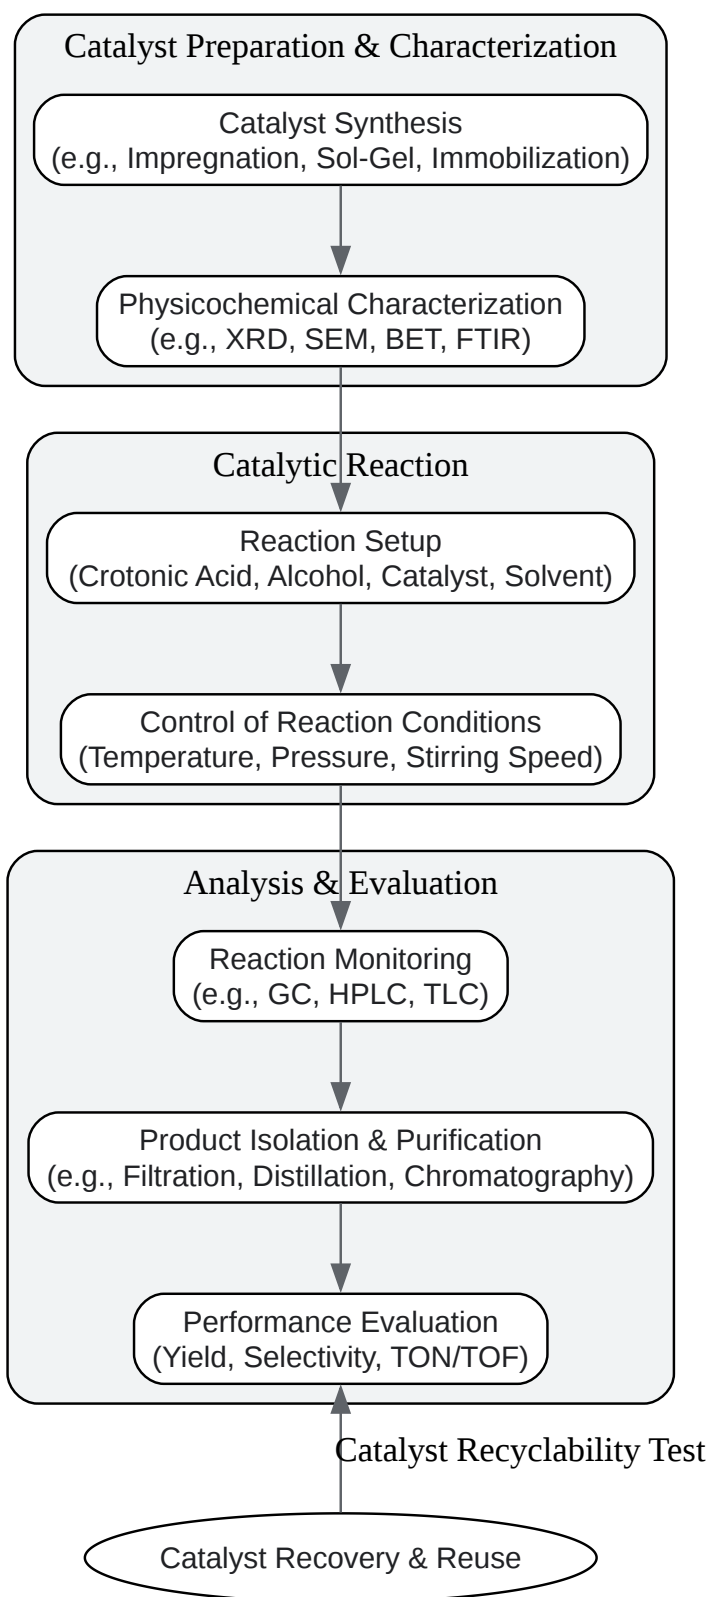 Catalyst Preparation & Characterization
Catalyst Synthesis
(e.g., Impregnation, Sol-Gel, Immobilization)
Physicochemical Characterization
(e.g., XRD, SEM, BET, FTIR)
Catalytic Reaction
Reaction Setup
(Crotonic Acid, Alcohol, Catalyst, Solvent)
Control of Reaction Conditions
(Temperature, Pressure, Stirring Speed)
Analysis & Evaluation
Reaction Monitoring
(e.g., GC, HPLC, TLC)
Product Isolation & Purification
(e.g., Filtration, Distillation, Chromatography)
Performance Evaluation
(Yield, Selectivity, TON/TOF)
Catalyst Recyclability Test
Catalyst Recovery & Reuse